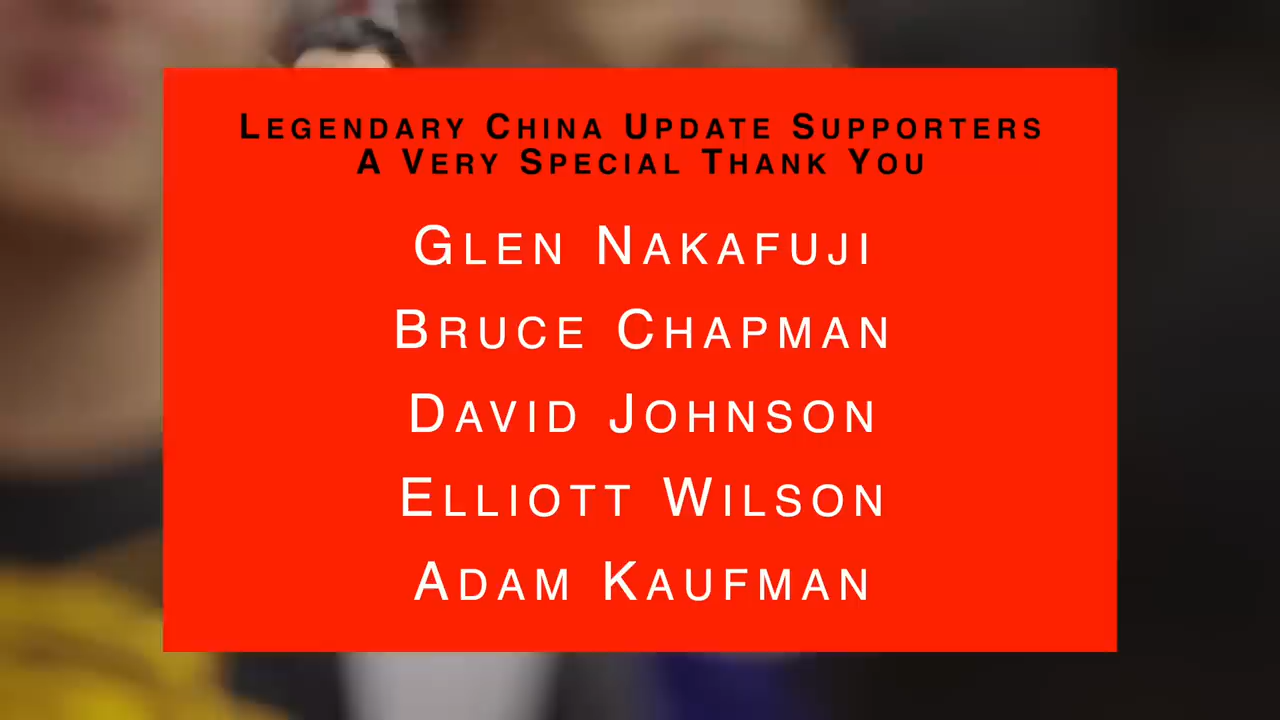 Legendary China Update Supporters
A Very Special Thank You
Glen Nakafuji
Bruce Chapman
David Johnson
Elliott Wilson
Adam Kaufman